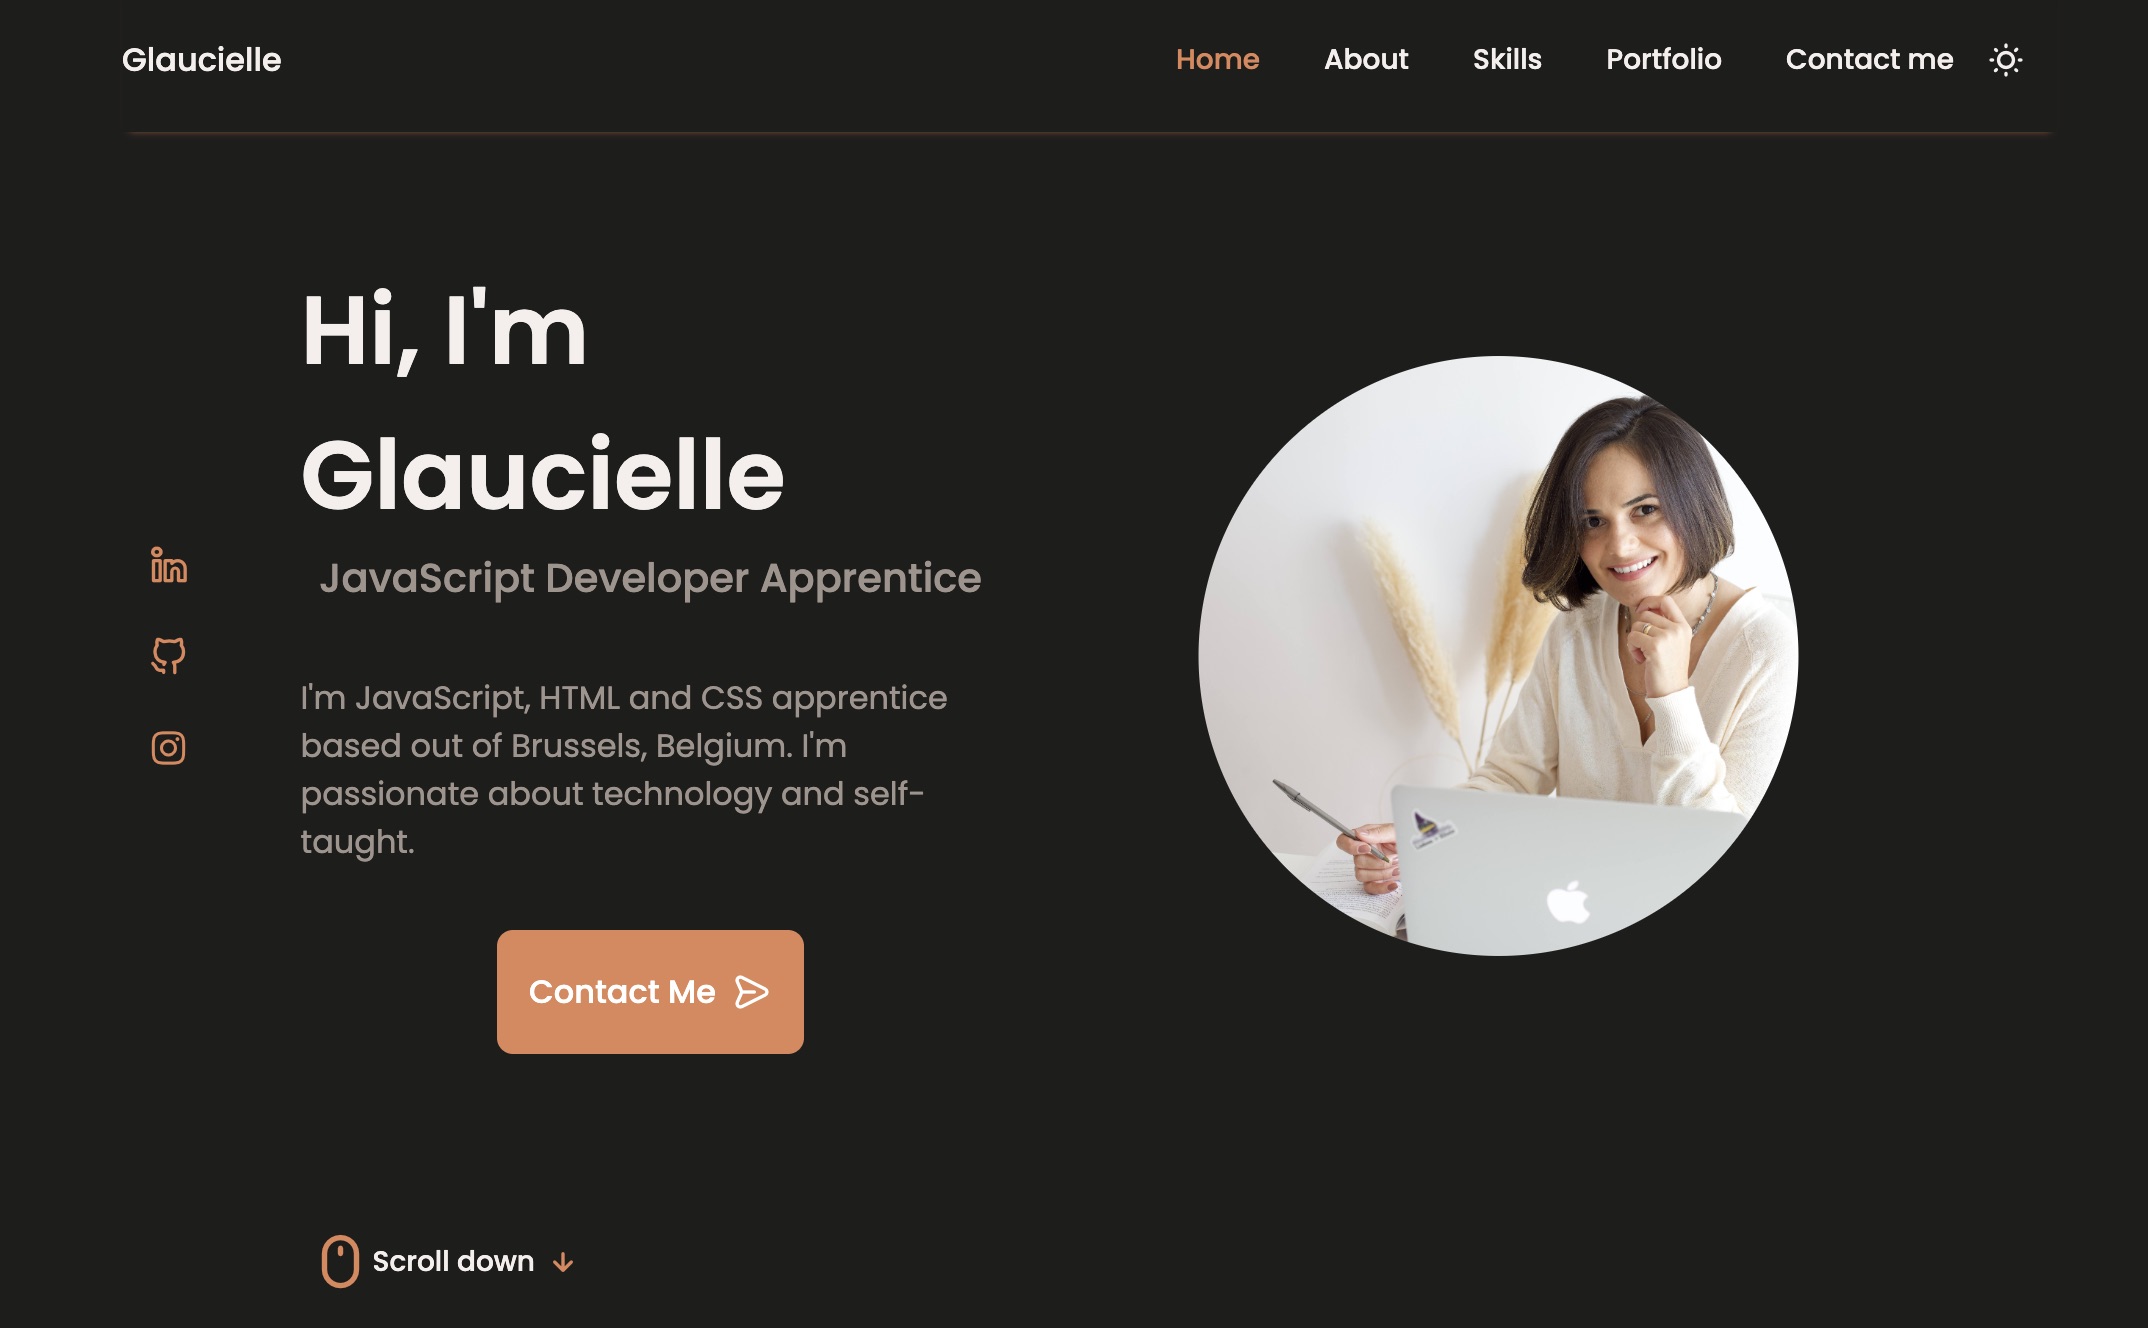 Glaucielle
Home About Skills Portfolio Contact me
Hi, I'm
Glaucielle
JavaScript Developer Apprentice
I'm JavaScript, HTML and CSS apprentice
based out of Brussels, Belgium. I'm
passionate about technology and self-
taught.
Contact Me
Scroll down